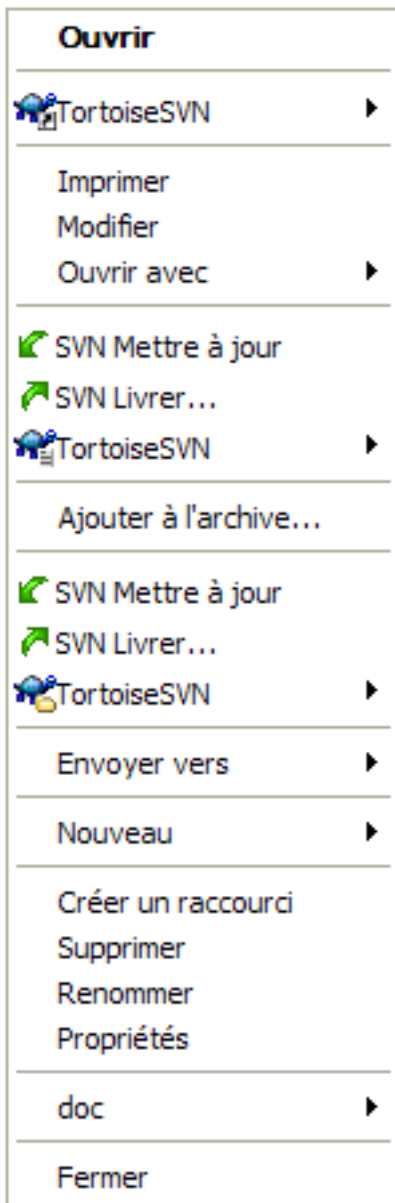 Ouvrir
TortoiseSVN
Imprimer
Modifier
Ouvrir avec
SVN Mettre à jour
SVN Livrer...
TortoiseSVN
Ajouter à l'archive...
SVN Mettre à jour
SVN Livrer...
TortoiseSVN
Envoyer vers
Nouveau
Créer un raccourci
Supprimer
Renommer
Propriétés
doc
Fermer